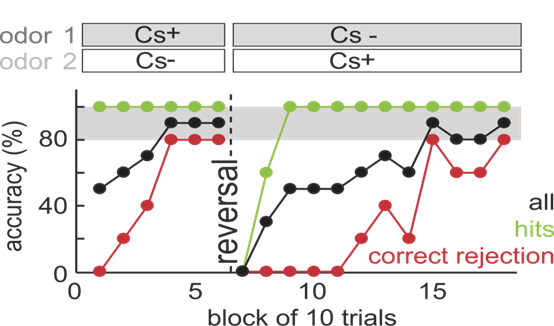 odor 1 Cs+ Cs -
odor 2 Cs- Cs+
accuracy (%)
80
40
0
reversal
all
hits
correct rejection
0 5 10 15
block of 10 trials